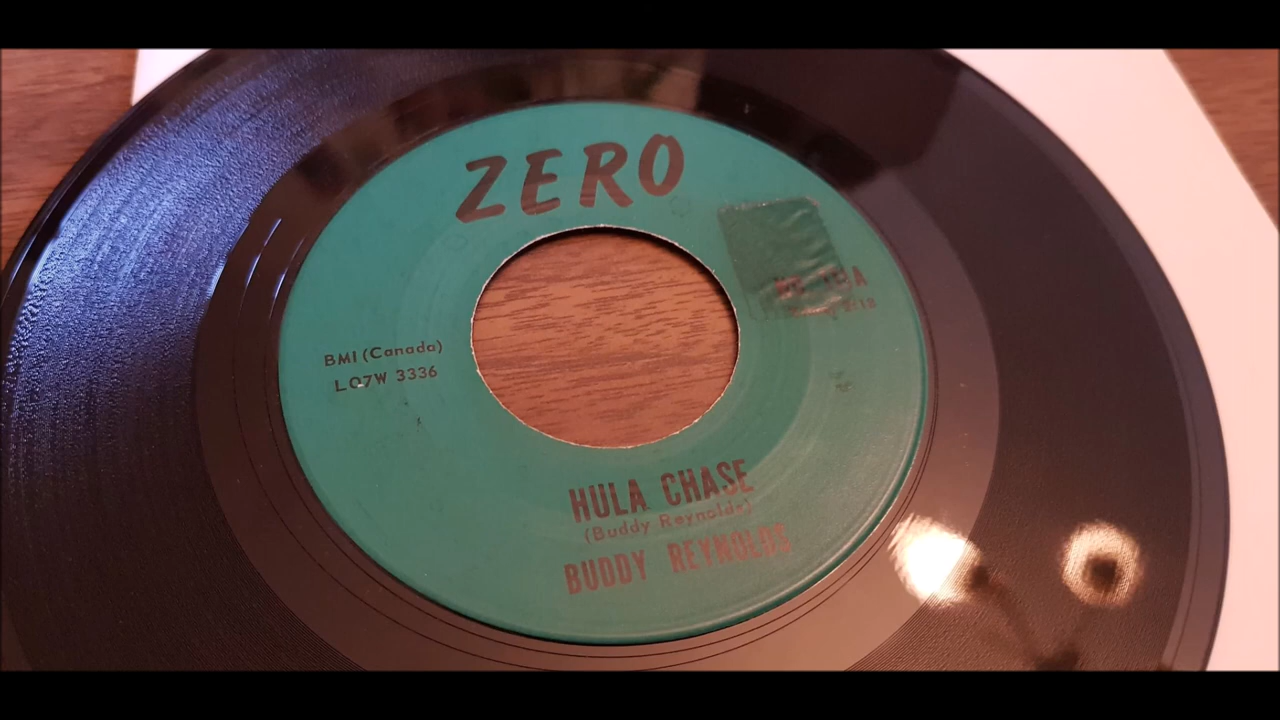 ZERO
BMI (Canada)
LO7W 3336
HULA CHASE
(Buddy Reynolds)
BUDDY REYNOLDS